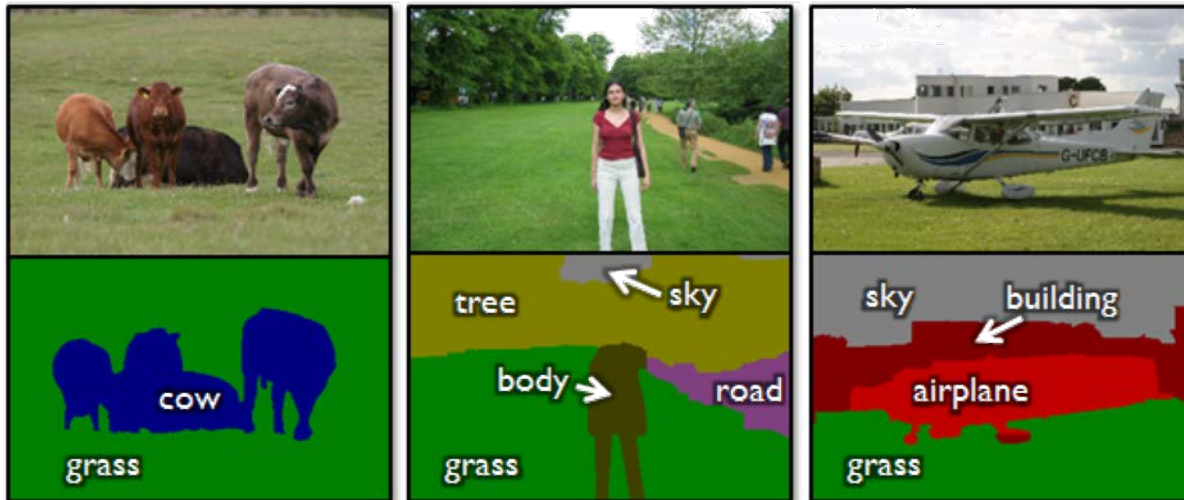 G-UFCB
cow
grass
tree
sky
body
road
grass
sky
building
airplane
grass